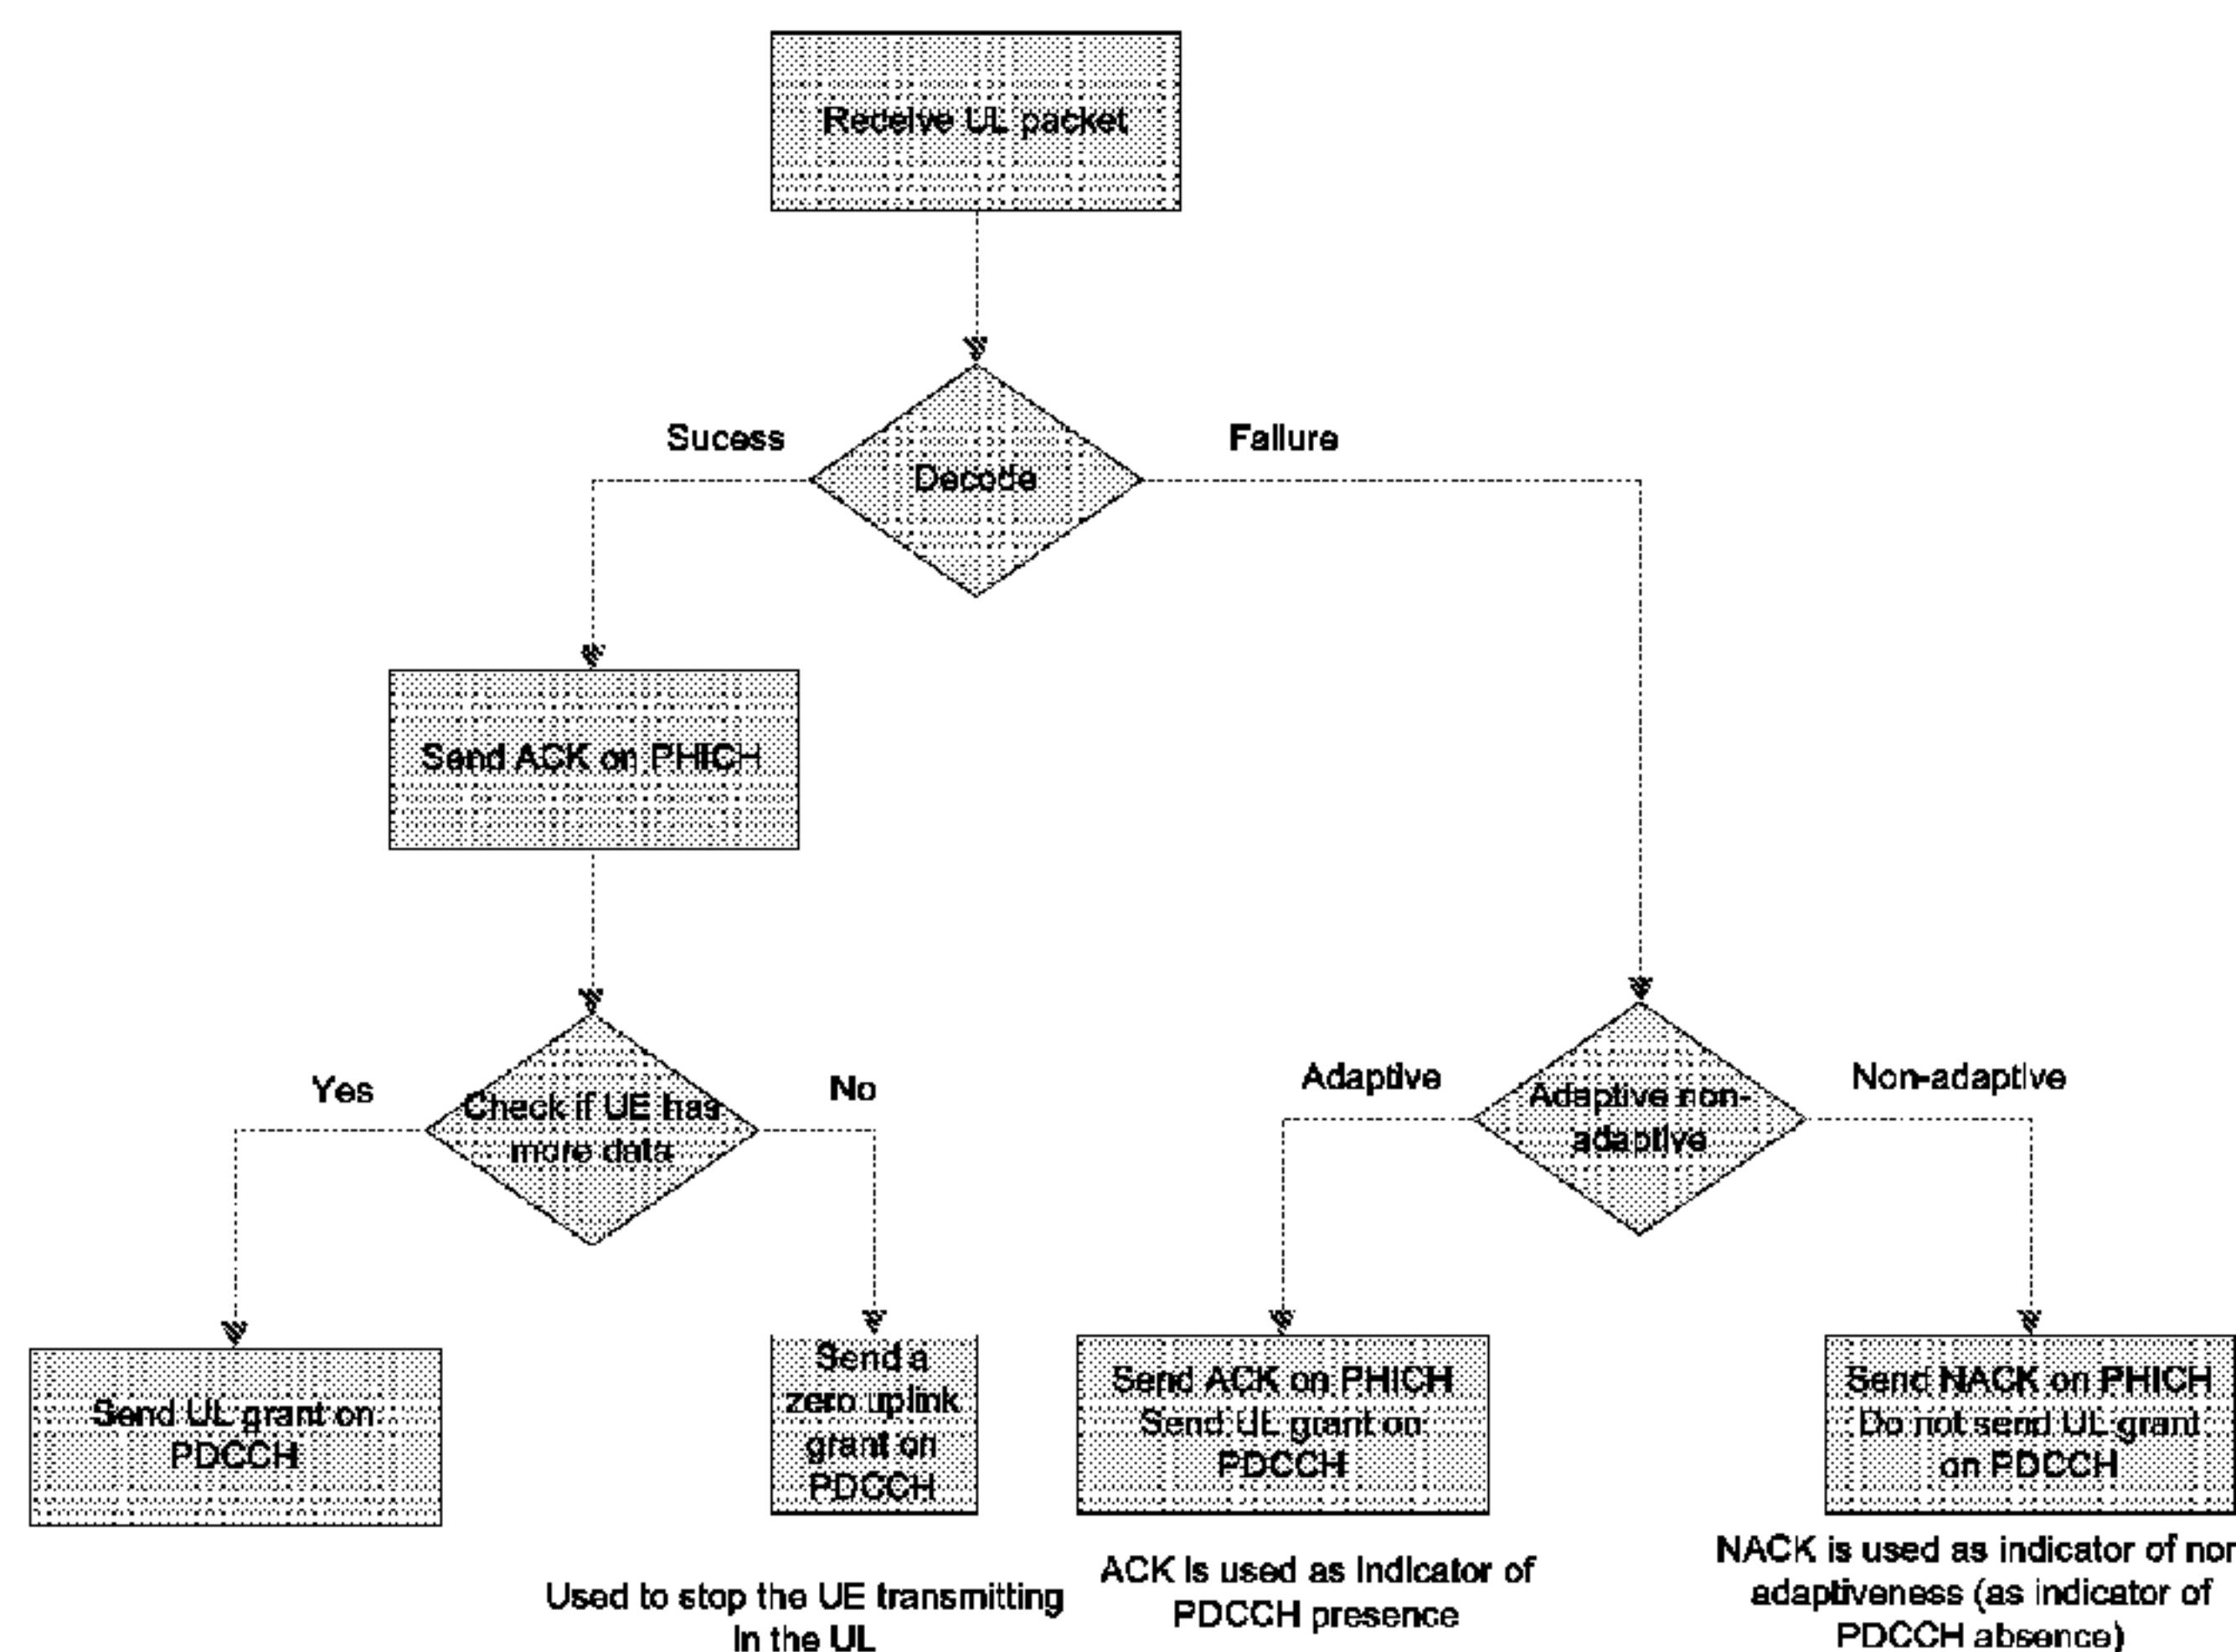 Receive UL packet
Sucess
Failure
Decode
Send ACK on PHICH
Yes
Check if UE has
more data
No
Adaptive
Adaptive non-
adaptive
Non-adaptive
Send UL grant on
PDCCH
Send a
zero uplink
grant on
PDCCH
Send ACK on PHICH
Send UL grant on
PDCCH
Send NACK on PHICH
Do not send UL grant
on PDCCH
Used to stop the UE transmitting
in the UL
ACK is used as indicator of
PDCCH presence
NACK is used as indicator of non
adaptiveness (as indicator of
PDCCH absence)